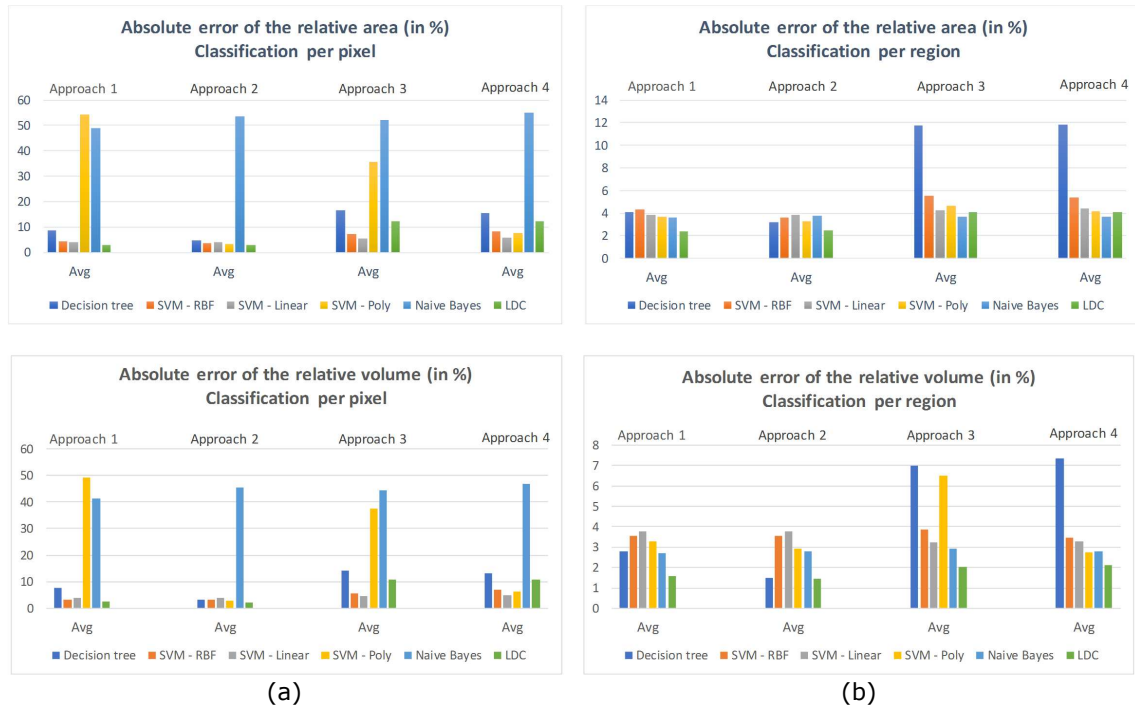 Absolute error of the relative area (in %)
Classification per pixel
Approach 1 Approach 2 Approach 3 Approach 4
60
50
40
30
20
10
0
Avg Avg Avg Avg
Decision tree SVM - RBF SVM - Linear SVM - Poly Naive Bayes LDC
Absolute error of the relative area (in %)
Classification per region
Approach 1 Approach 2 Approach 3 Approach 4
14
12
10
8
6
4
2
0
Avg Avg Avg Avg
Decision tree SVM - RBF SVM - Linear SVM - Poly Naive Bayes LDC
Absolute error of the relative volume (in %)
Classification per pixel
Approach 1 Approach 2 Approach 3 Approach 4
60
50
40
30
20
10
0
Avg Avg Avg Avg
Decision tree SVM - RBF SVM - Linear SVM - Poly Naive Bayes LDC
Absolute error of the relative volume (in %)
Classification per region
Approach 1 Approach 2 Approach 3 Approach 4
8
7
6
5
4
3
2
1
0
Avg Avg Avg Avg
Decision tree SVM - RBF SVM - Linear SVM - Poly Naive Bayes LDC
(a) (b)